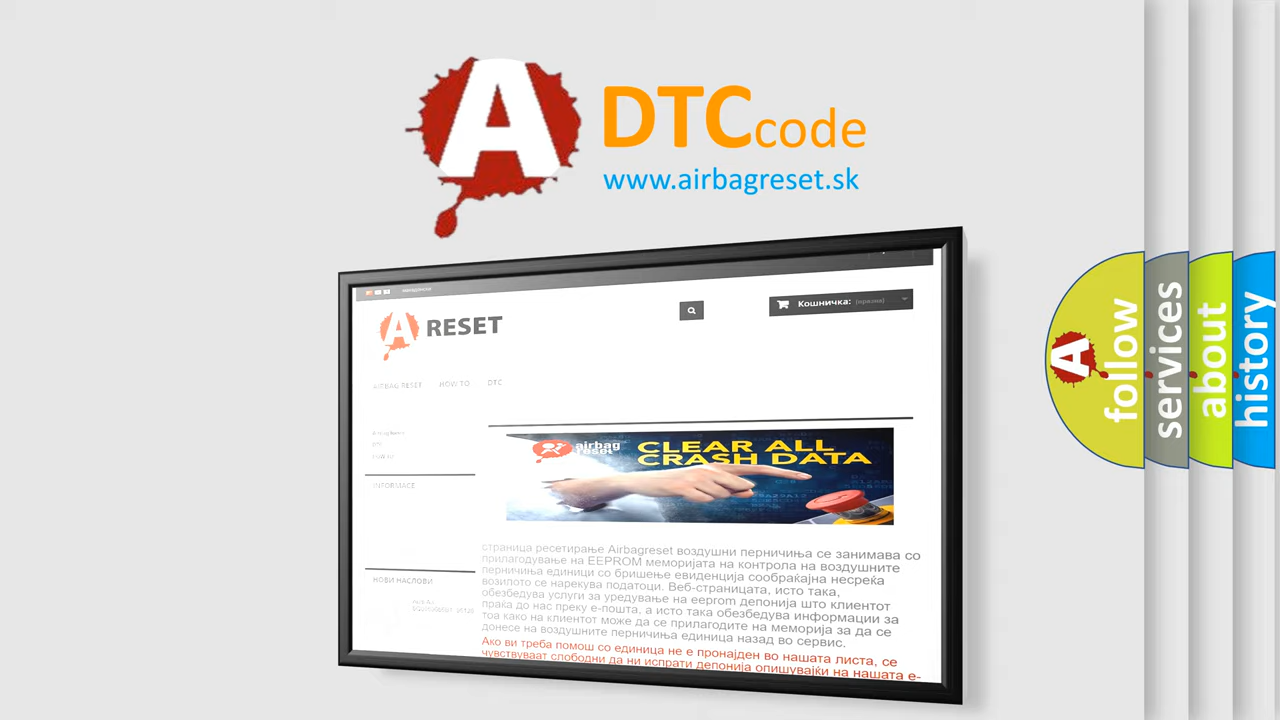 A
DTCcode
www.airbagreset.sk
македонски
Кошничка: (празна)
A RESET
AIRBAG RESET HOW TO DTC
INFORMACE
airbag
reset
CLEAR ALL
CRASH DATA
страница ресетирање Airbagreset воздушни перничиња се занимава со
прилагодување на EEPROM меморијата на контрола на воздушните
перничиња единици со бришење евиденција сообраќајна несреќа
возилото се нарекува податоци. Веб-страницата, исто така,
обезбедува услуги за уредување на eeprom депонија што клиентот
праќа до нас преку е-пошта, а исто така обезбедува информации за
тоа како на клиентот може да се прилагодите на меморија за да се
донесе на воздушните перничиња единица назад во сервис.
Ако ви треба помош со единица не е пронајден во нашата листа, се
чувствуваат слободни да ни испрати депонија опишувајќи на нашата е-
НОВИ НАСЛОВИ
A follow
services
about
history